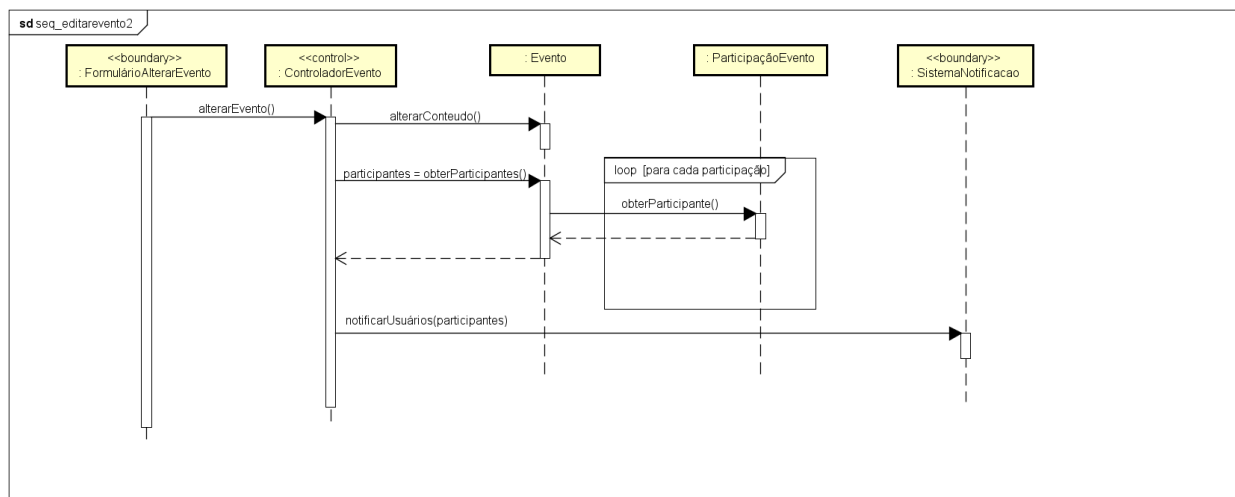 sd seq_editarevento2
<<boundary>>
: FormulárioAlterarEvento
<<control>>
: ControladorEvento
: Evento
: ParticipaçãoEvento
<<boundary>>
: SistemaNotificacao
alterarEvento()
alterarConteudo()
loop [para cada participação]
participantes = obterParticipantes()
obterParticipante()
notificarUsuários(participantes)